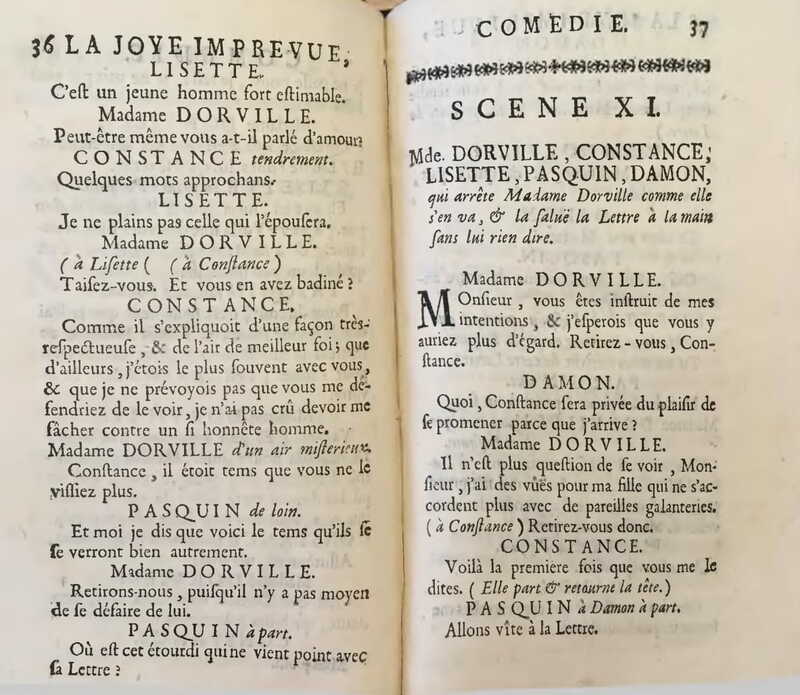 36 LA JOYE IMPREVUE,
LISETTE.
C'eſt un jeune homme fort eſtimable.
Madame DORVILLE.
Peut-être même vous a-t-il parlé d'amour?
CONSTANCE tendrement.
Quelques mots approchans.
LISETTE.
Je ne plains pas celle qui l'épouſera.
Madame DORVILLE.
( à Liſette ( ( à Conſtance )
Taiſez-vous. Et vous en avez badiné ?
CONSTANCE.
Comme il s'expliquoit d'une façon très-
reſpectueuſe, & de l'air de meilleur foi; que
d'ailleurs, j'étois le plus ſouvent avec vous,
& que je ne prévoyois pas que vous me dé-
fendriez de le voir, je n'ai pas crû devoir me
fâcher contre un ſi honnête homme.
Madame DORVILLE d'un air miſterieux.
Conſtance, il étoit tems que vous ne le
viſſiez plus.
PASQUIN de loin.
Et moi je dis que voici le tems qu'ils ſe
ſe verront bien autrement.
Madame DORVILLE.
Retirons-nous, puiſqu'il n'y a pas moyen
de ſe défaire de lui.
PASQUIN à part.
Où eſt cet étourdi qui ne vient point avec
ſa Lettre ?
COMEDIE. 37
SCENE XI.
Mde. DORVILLE, CONSTANCE,
LISETTE, PASQUIN, DAMON,
qui arrête Madame Dorville comme elle
s'en va, & la ſaluë la Lettre à la main
ſans lui rien dire.
Madame DORVILLE.
MOnſieur, vous êtes inſtruit de mes
intentions, & j'eſperois que vous y
auriez plus d'égard. Retirez-vous, Con-
ſtance.
DAMON.
Quoi, Conſtance ſera privée du plaiſir de
ſe promener parce que j'arrive ?
Madame DORVILLE.
Il n'eſt plus queſtion de ſe voir, Mon-
ſieur, j'ai des vûës pour ma fille qui ne s'ac-
cordent plus avec de pareilles galanteries.
( à Conſtance ) Retirez-vous donc.
CONSTANCE.
Voilà la premiere fois que vous me le
dites. ( Elle part & retourne la tête. )
PASQUIN à Damon à part.
Allons vîte à la Lettre.